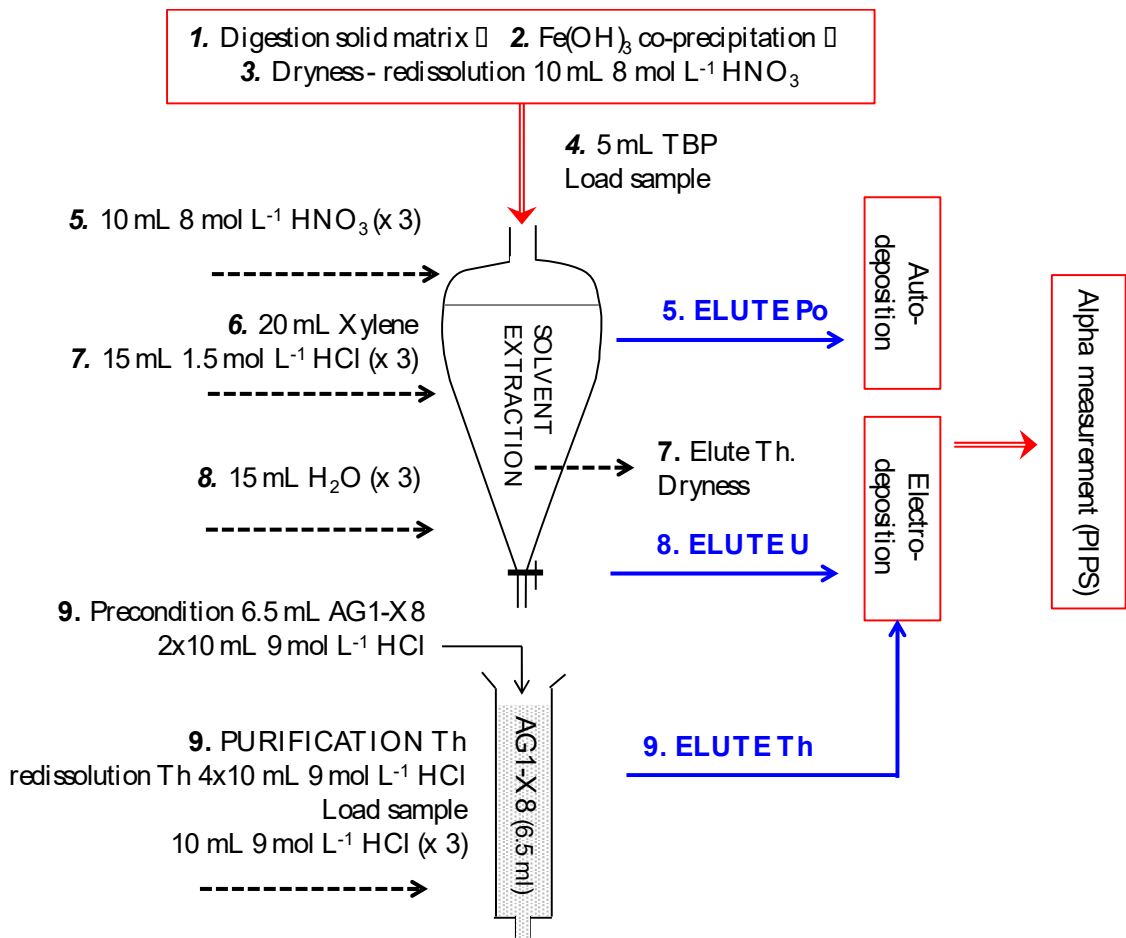 1. Digestion solid matrix 2. Fe(OH)₃ co-precipitation
3. Dryness - redissolution 10 mL 8 mol L⁻¹ HNO₃
4. 5 mL TBP
Load sample
5. 10 mL 8 mol L⁻¹ HNO₃ (x 3)
6. 20 mL Xylene
7. 15 mL 1.5 mol L⁻¹ HCl (x 3)
8. 15 mL H₂O (x 3)
SOLVENT
EXTRACTION
5. ELUTE Po
7. Elute Th.
Dryness
8. ELUTE U
Auto-
deposition
Electro-
deposition
Alpha measurement (PIPS)
9. Precondition 6.5 mL AG1-X8
2x10 mL 9 mol L⁻¹ HCl
9. PURIFICATION Th
redissolution Th 4x10 mL 9 mol L⁻¹ HCl
Load sample
10 mL 9 mol L⁻¹ HCl (x 3)
AG1-X8 (6.5 ml)
9. ELUTE Th